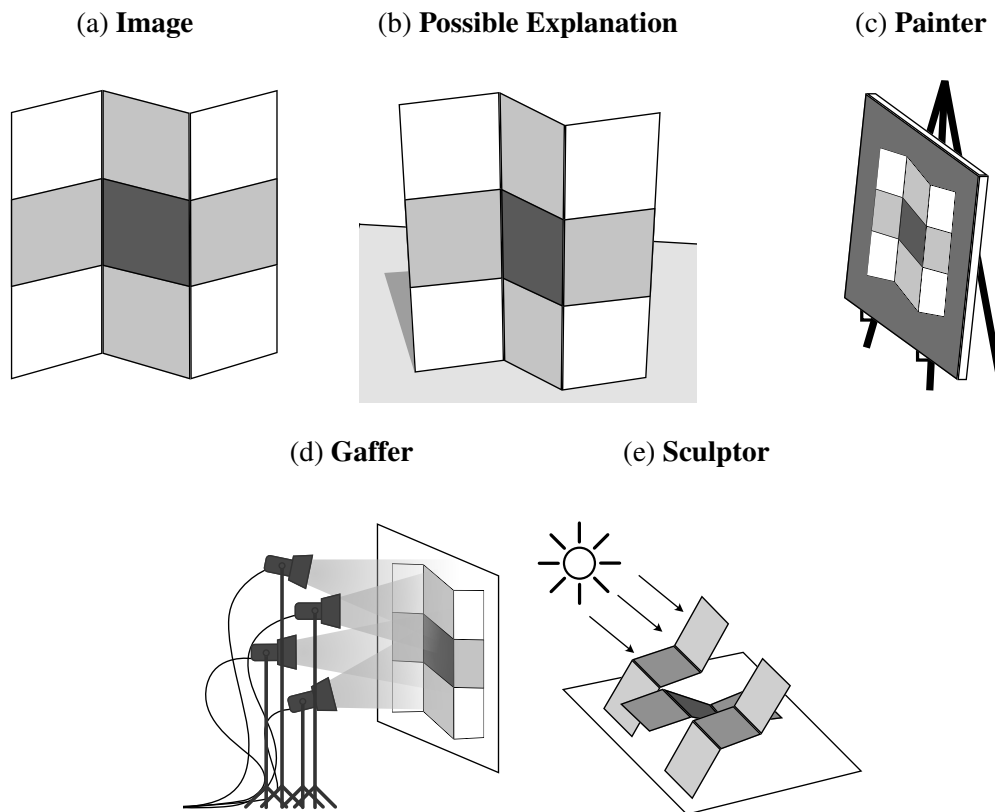 (a) Image
(b) Possible Explanation
(c) Painter
(d) Gaffer
(e) Sculptor